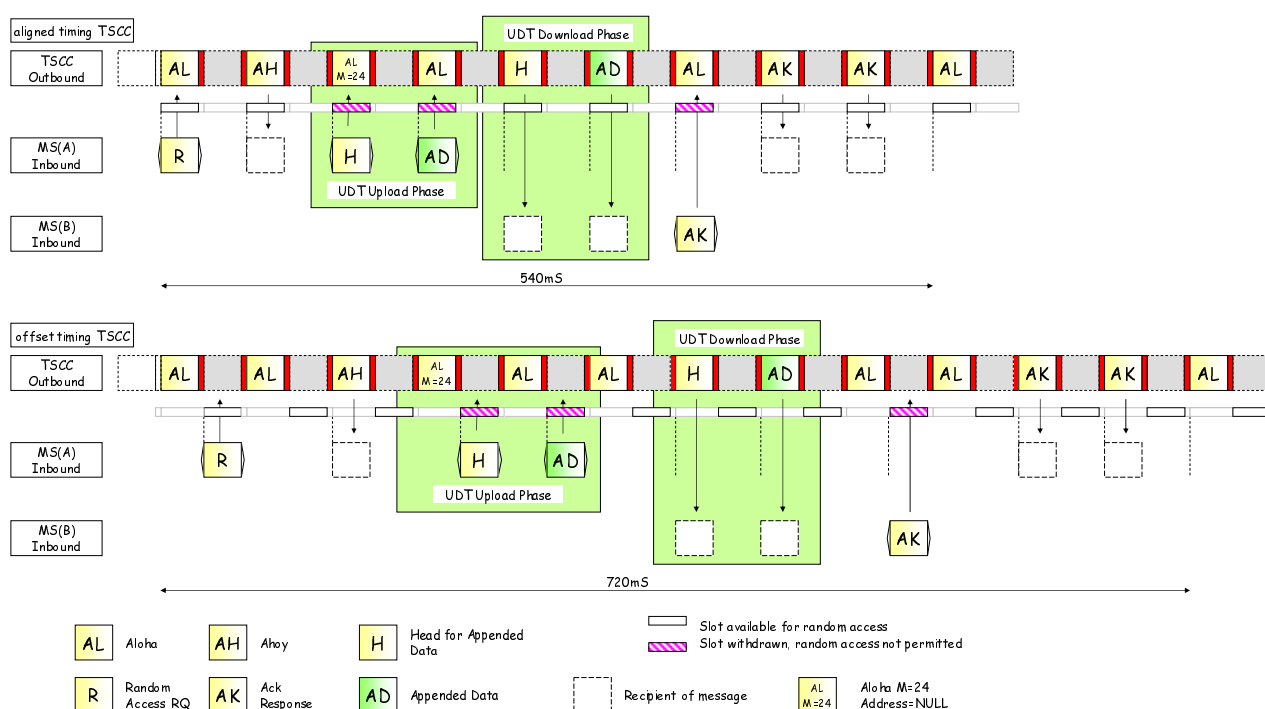 aligned timing TSCC
UDT Download Phase
TSCC
Outbound
AL
AH
AL
M=24
AL
H
AD
AL
AK
AK
AL
MS(A)
Inbound
R
H
AD
UDT Upload Phase
MS(B)
Inbound
AK
540mS
offset timing TSCC
UDT Download Phase
TSCC
Outbound
AL
AL
AH
AL
M=24
AL
AL
H
AD
AL
AL
AK
AK
AL
MS(A)
Inbound
R
H
AD
UDT Upload Phase
MS(B)
Inbound
AK
720mS
AL
Aloha
AH
Ahoy
H
Head for Appended
Data
Slot available for random access
Slot withdrawn, random access not permitted
R
Random
Access RQ
AK
Ack
Response
AD
Appended Data
Recipient of message
AL
M=24
Aloha M=24
Address=NULL